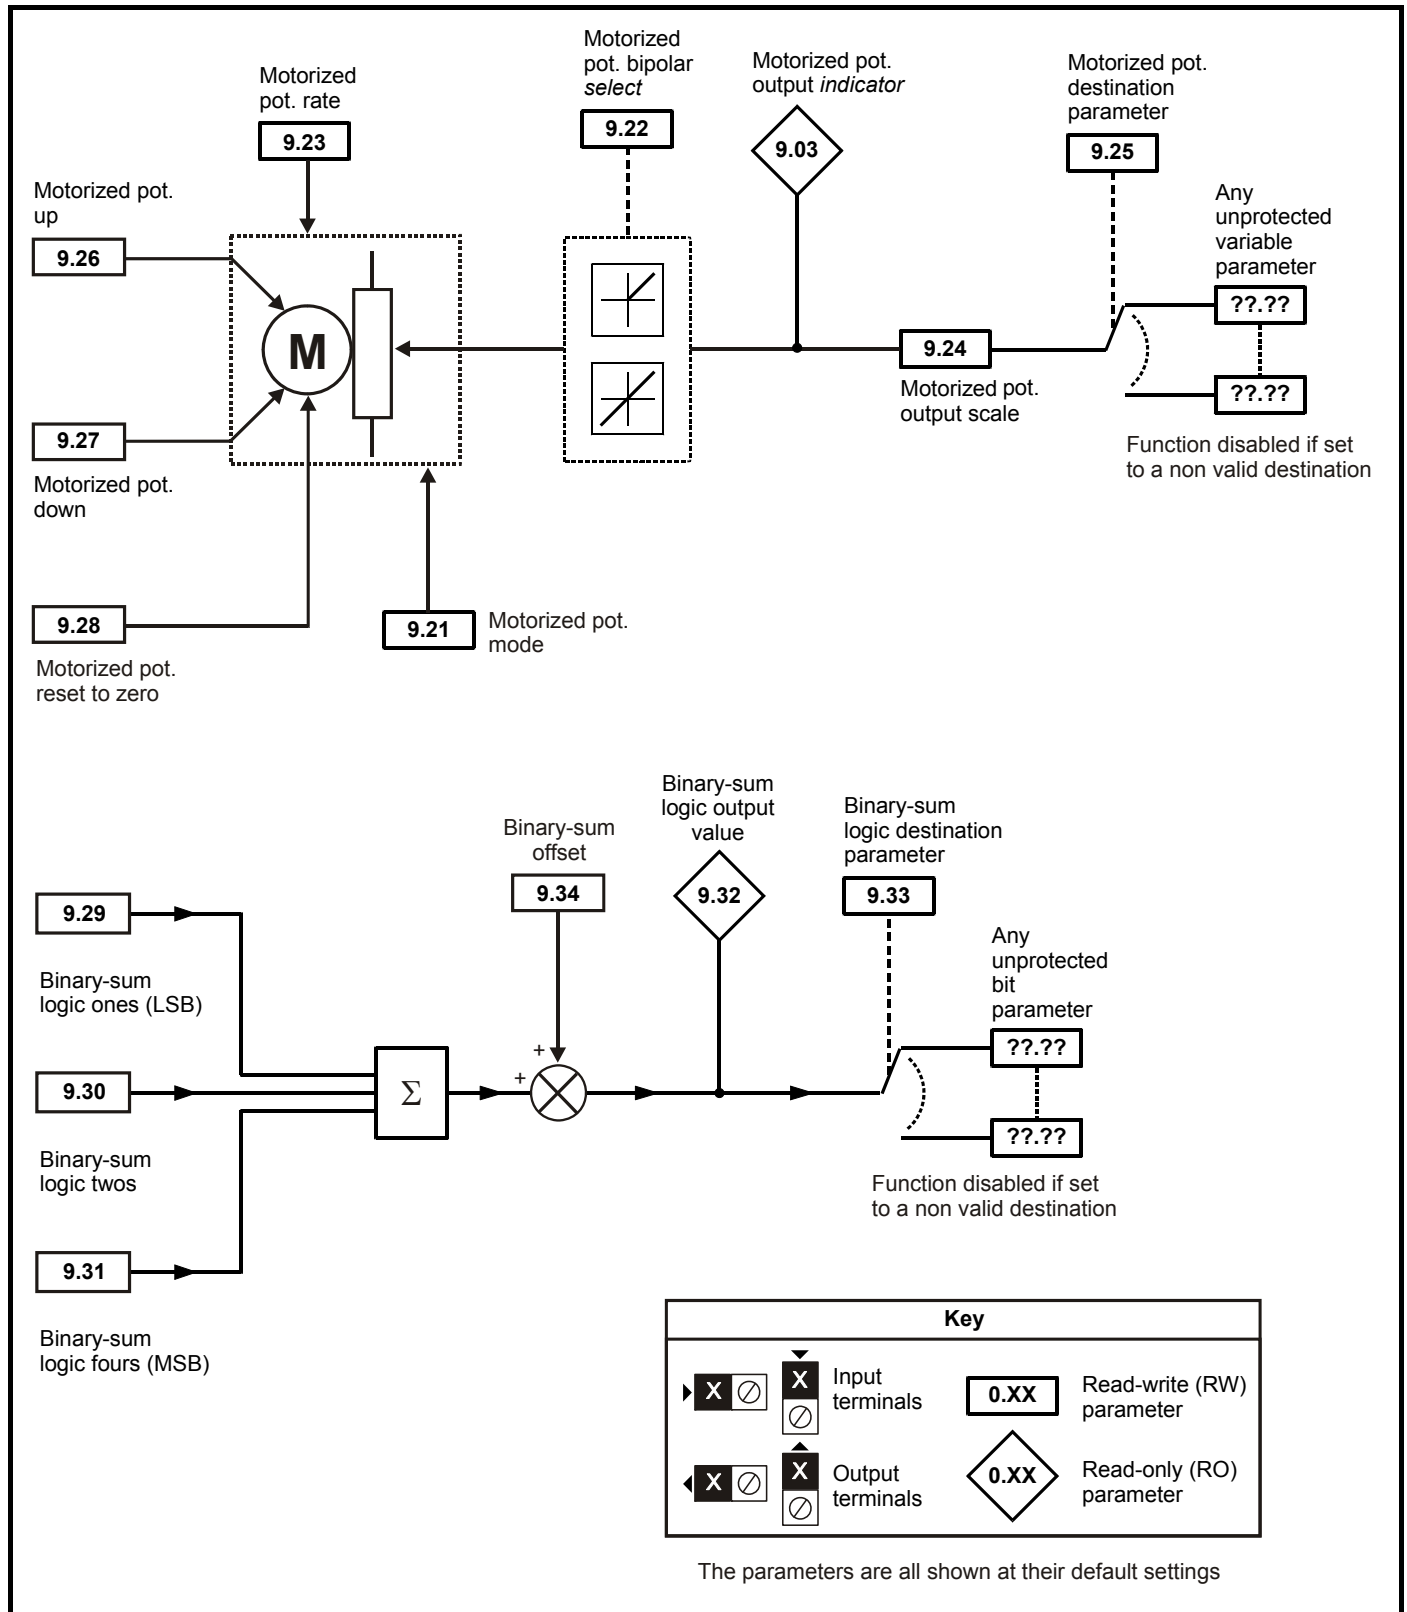 Motorized
pot. rate
9.23
Motorized
pot. bipolar
select
9.22
Motorized pot.
output indicator
9.03
Motorized pot.
destination
parameter
9.25
Any
unprotected
variable
parameter
??.??
??.??
Motorized pot.
up
9.26
M
9.27
Motorized pot.
down
9.24
Motorized pot.
output scale
Function disabled if set
to a non valid destination
9.28
Motorized pot.
reset to zero
9.21
Motorized pot.
mode
Binary-sum
offset
9.34
Binary-sum
logic output
value
9.32
Binary-sum
logic destination
parameter
9.33
Any
unprotected
bit
parameter
??.??
??.??
9.29
Binary-sum
logic ones (LSB)
9.30
Binary-sum
logic twos
9.31
Binary-sum
logic fours (MSB)
Σ
+
+
Function disabled if set
to a non valid destination
Key
X
X
Input
terminals
0.XX
Read-write (RW)
parameter
X
X
Output
terminals
0.XX
Read-only (RO)
parameter
The parameters are all shown at their default settings